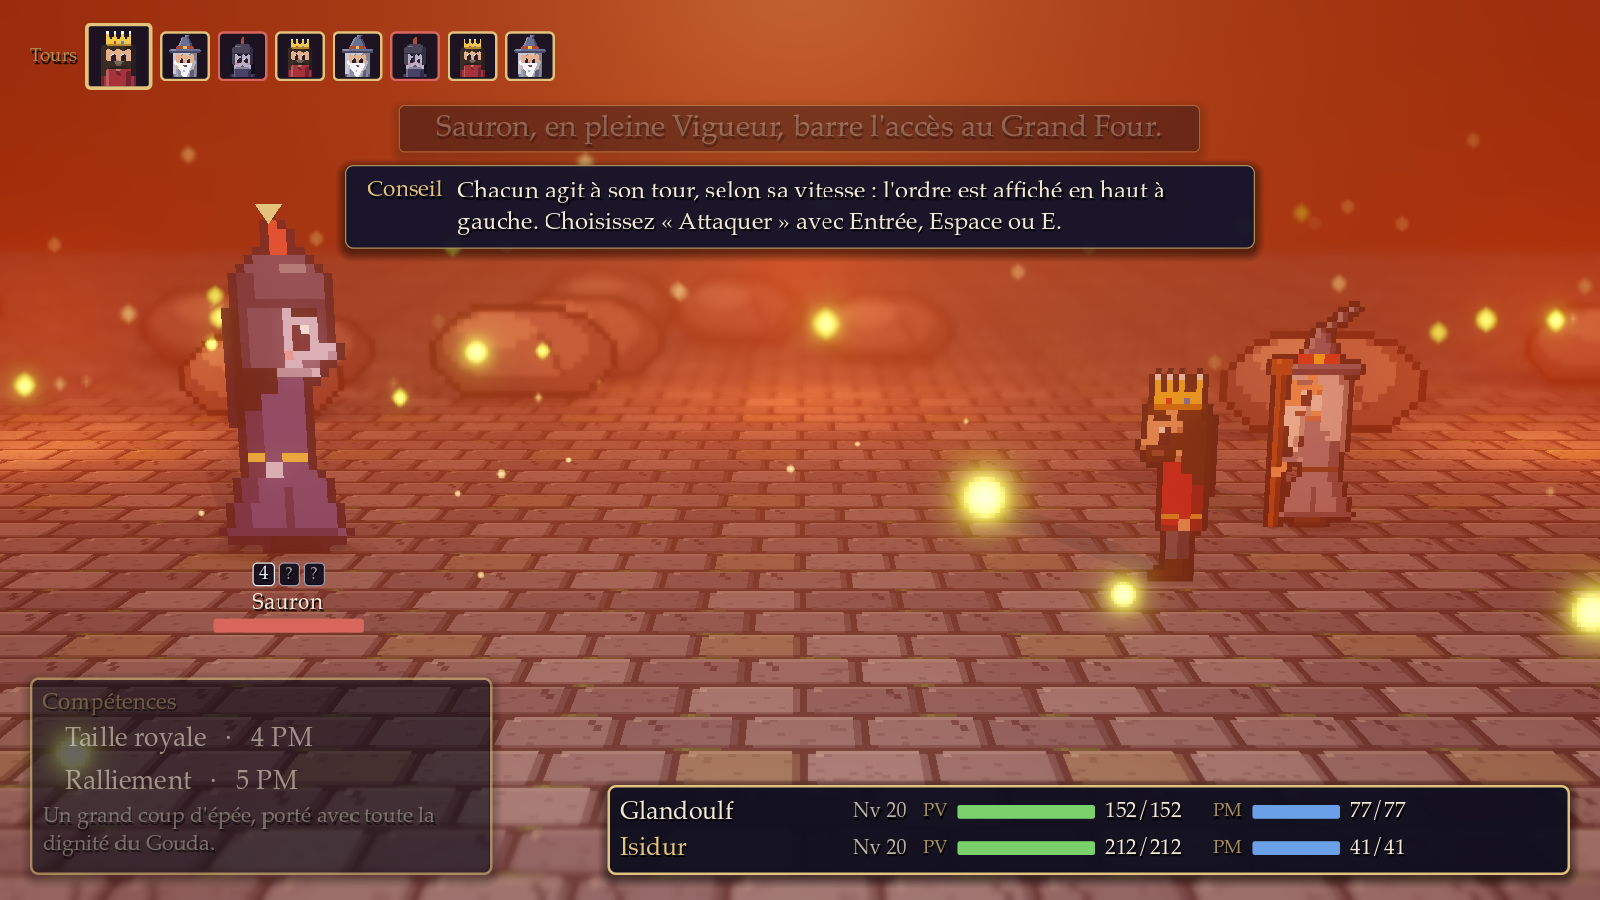 Tours
Sauron, en pleine Vigueur, barre l'accès au Grand Four.
Conseil Chacun agit à son tour, selon sa vitesse : l'ordre est affiché en haut à
gauche. Choisissez « Attaquer » avec Entrée, Espace ou E.
4 ? ?
Sauron
Compétences
Taille royale · 4 PM
Ralliement · 5 PM
Un grand coup d'épée, porté avec toute la
dignité du Gouda.
Glandoulf Nv 20 PV 152/152 PM 77/77
Isidur Nv 20 PV 212/212 PM 41/41